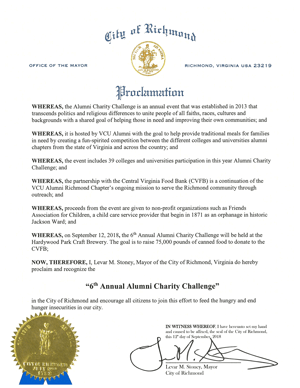 City of Richmond
OFFICE OF THE MAYOR
RICHMOND, VIRGINIA USA 23219
Proclamation
WHEREAS, the Alumni Charity Challenge is an annual event that was established in 2013 that
transcends political and religious differences to unite people of all faiths, races, cultures and
backgrounds with a shared goal of helping those in need and improving their own communities; and
WHEREAS, it is hosted by VCU Alumni with the goal to help provide traditional meals for families
in need by creating a fun-spirited competition between the different colleges and universities alumni
chapters from the state of Virginia and across the country; and
WHEREAS, the event includes 39 colleges and universities participation in this year Alumni Charity
Challenge; and
WHEREAS, the partnership with the Central Virginia Food Bank (CVFB) is a continuation of the
VCU Alumni Richmond Chapter's ongoing mission to serve the Richmond community through
outreach; and
WHEREAS, proceeds from the event are given to non-profit organizations such as Friends
Association for Children, a child care service provider that begin in 1871 as an orphanage in historic
Jackson Ward; and
WHEREAS, on September 12, 2018, the 6th Annual Alumni Charity Challenge will be held at the
Hardywood Park Craft Brewery. The goal is to raise 75,000 pounds of canned food to donate to the
CVFB;
NOW, THEREFORE, I, Levar M. Stoney, Mayor of the City of Richmond, Virginia do hereby
proclaim and recognize the
"6th Annual Alumni Charity Challenge"
in the City of Richmond and encourage all citizens to join this effort to feed the hungry and end
hunger insecurities in our city.
IN WITNESS WHEREOF, I have hereunto set my hand
and caused to be affixed, the seal of the City of Richmond,
this 12th day of September, 2018
Levar M. Stoney, Mayor
City of Richmond